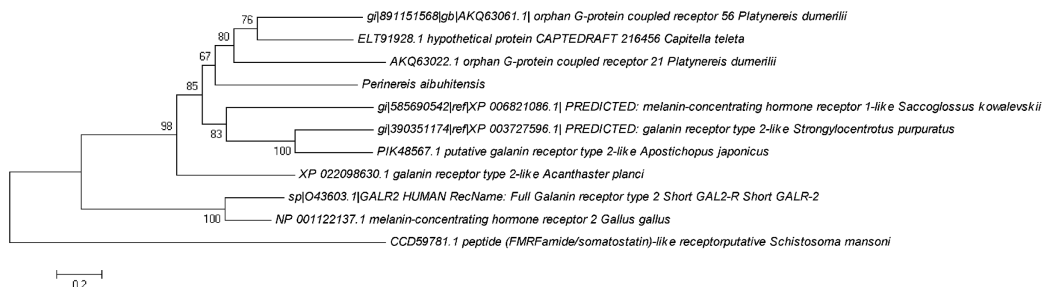 gi|891151568|gb|AKQ63061.1| orphan G-protein coupled receptor 56 Platynereis dumerilii
76
ELT91928.1 hypothetical protein CAPTEDRAFT 216456 Capitella teleta
80
AKQ63022.1 orphan G-protein coupled receptor 21 Platynereis dumerilii
67
Perinereis aibuhitensis
85
gi|585690542|ref|XP 006821086.1| PREDICTED: melanin-concentrating hormone receptor 1-like Saccoglossus kowalevskii
98
83
gi|390351174|ref|XP 003727596.1| PREDICTED: galanin receptor type 2-like Strongylocentrotus purpuratus
100
PIK48567.1 putative galanin receptor type 2-like Apostichopus japonicus
XP 022098630.1 galanin receptor type 2-like Acanthaster planci
sp|O43603.1|GALR2 HUMAN RecName: Full Galanin receptor type 2 Short GAL2-R Short GALR-2
100
NP 001122137.1 melanin-concentrating hormone receptor 2 Gallus gallus
CCD59781.1 peptide (FMRFamide/somatostatin)-like receptorputative Schistosoma mansoni
0.2